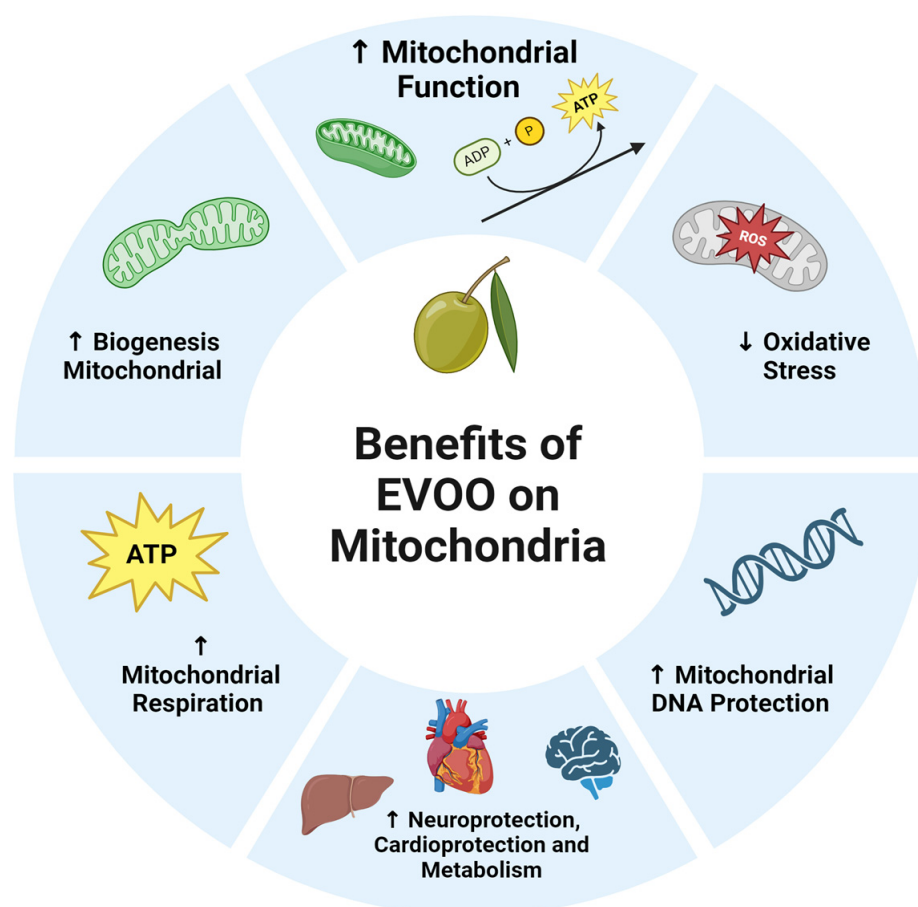 ↑ Mitochondrial
Function
ADP + P
ATP
ROS
↓ Oxidative
Stress
↑ Mitochondrial
DNA Protection
↑ Neuroprotection,
Cardioprotection and
Metabolism
ATP
↑
Mitochondrial
Respiration
↑ Biogenesis
Mitochondrial
Benefits of
EVOO on
Mitochondria